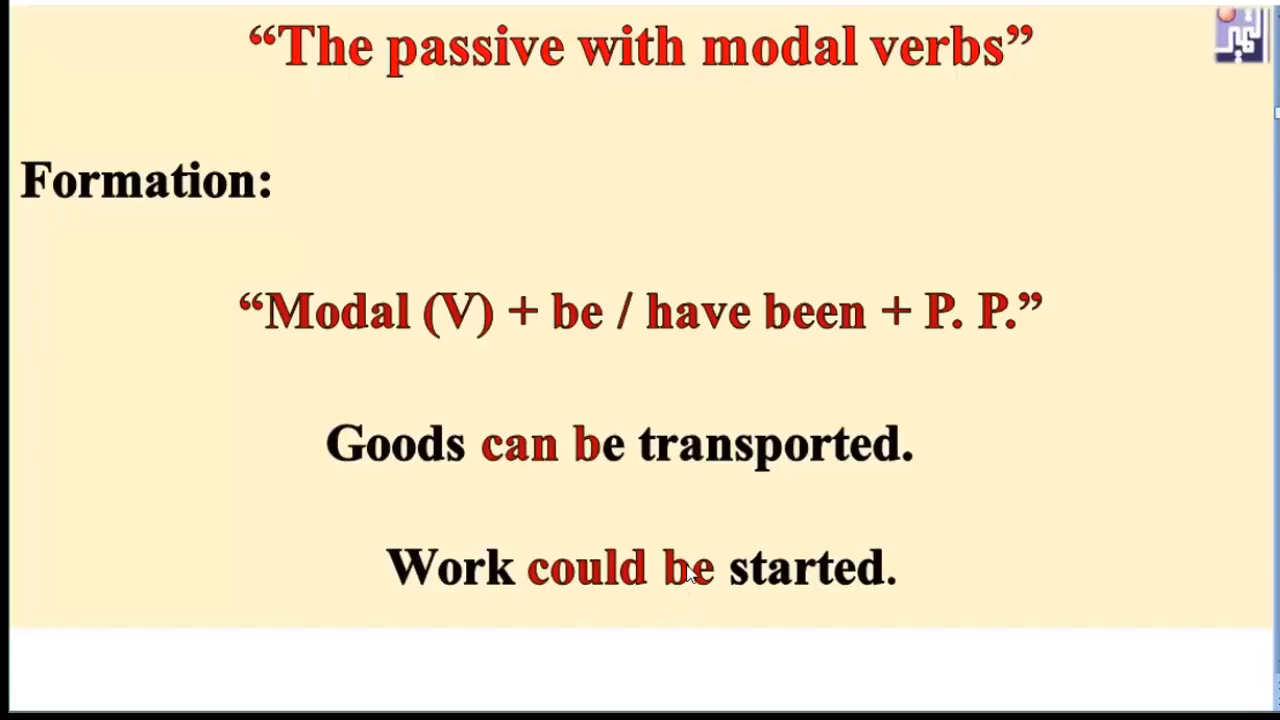 “The passive with modal verbs”
Formation:
“Modal (V) + be / have been + P. P.”
Goods can be transported.
Work could be started.